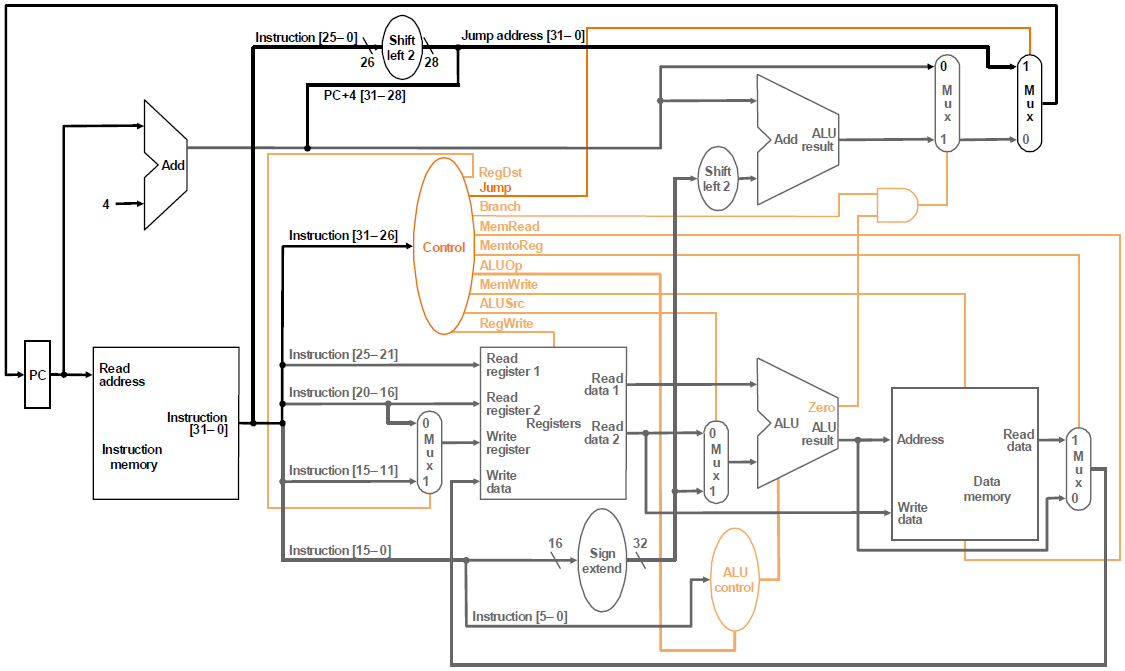 Instruction [25–0]
26
Shift
left 2
28
Jump address [31–0]
PC+4 [31–28]
Add
4
0
M
u
x
1
1
M
u
x
0
Add
ALU
result
Shift
left 2
RegDst
Jump
Branch
MemRead
MemtoReg
ALUOp
MemWrite
ALUSrc
RegWrite
Control
Instruction [31–26]
PC
Read
address
Instruction
[31–0]
Instruction
memory
Instruction [25–21]
Instruction [20–16]
Instruction [15–11]
Instruction [15–0]
0
M
u
x
1
Read
register 1
Read
register 2
Write
register
Write
data
Registers
Read
data 1
Read
data 2
0
M
u
x
1
Zero
ALU
ALU
result
Address
Read
data
Data
memory
Write
data
1
M
u
x
0
16
Sign
extend
32
ALU
control
Instruction [5–0]